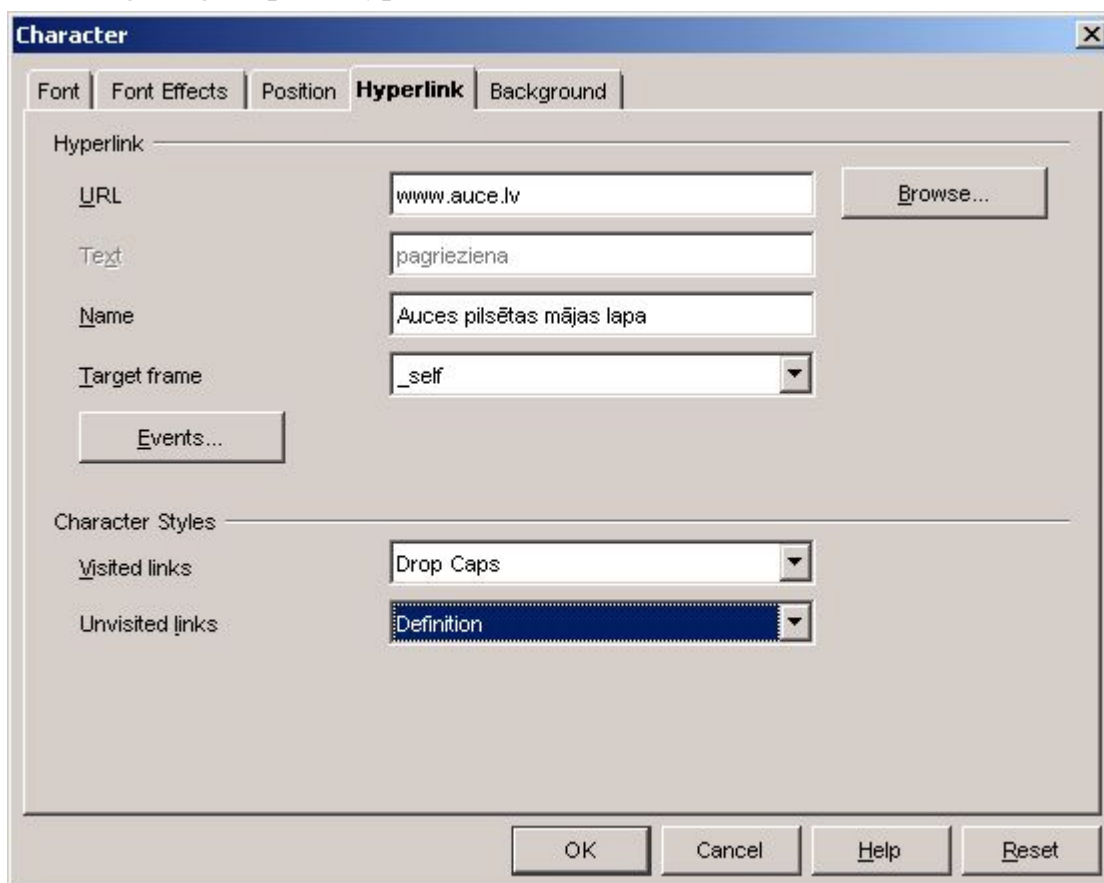 Character
Font Font Effects Position Hyperlink Background
Hyperlink
URL www.auce.lv Browse...
Text pagrieziena
Name Auces pilsētas mājas lapa
Target frame _self
Events...
Character Styles
Visited links Drop Caps
Unvisited links Definition
OK Cancel Help Reset